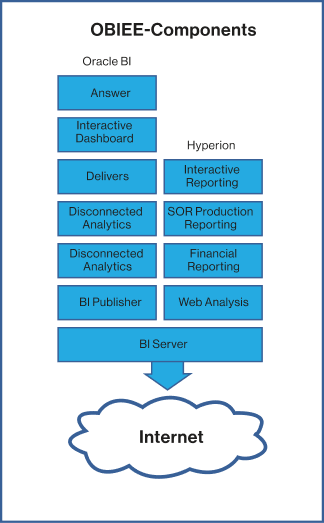 OBIEE-Components
Oracle BI
Answer
Interactive
Dashboard
Delivers
Disconnected
Analytics
Disconnected
Analytics
BI Publisher
Hyperion
Interactive
Reporting
SOR Production
Reporting
Financial
Reporting
Web Analysis
BI Server
Internet